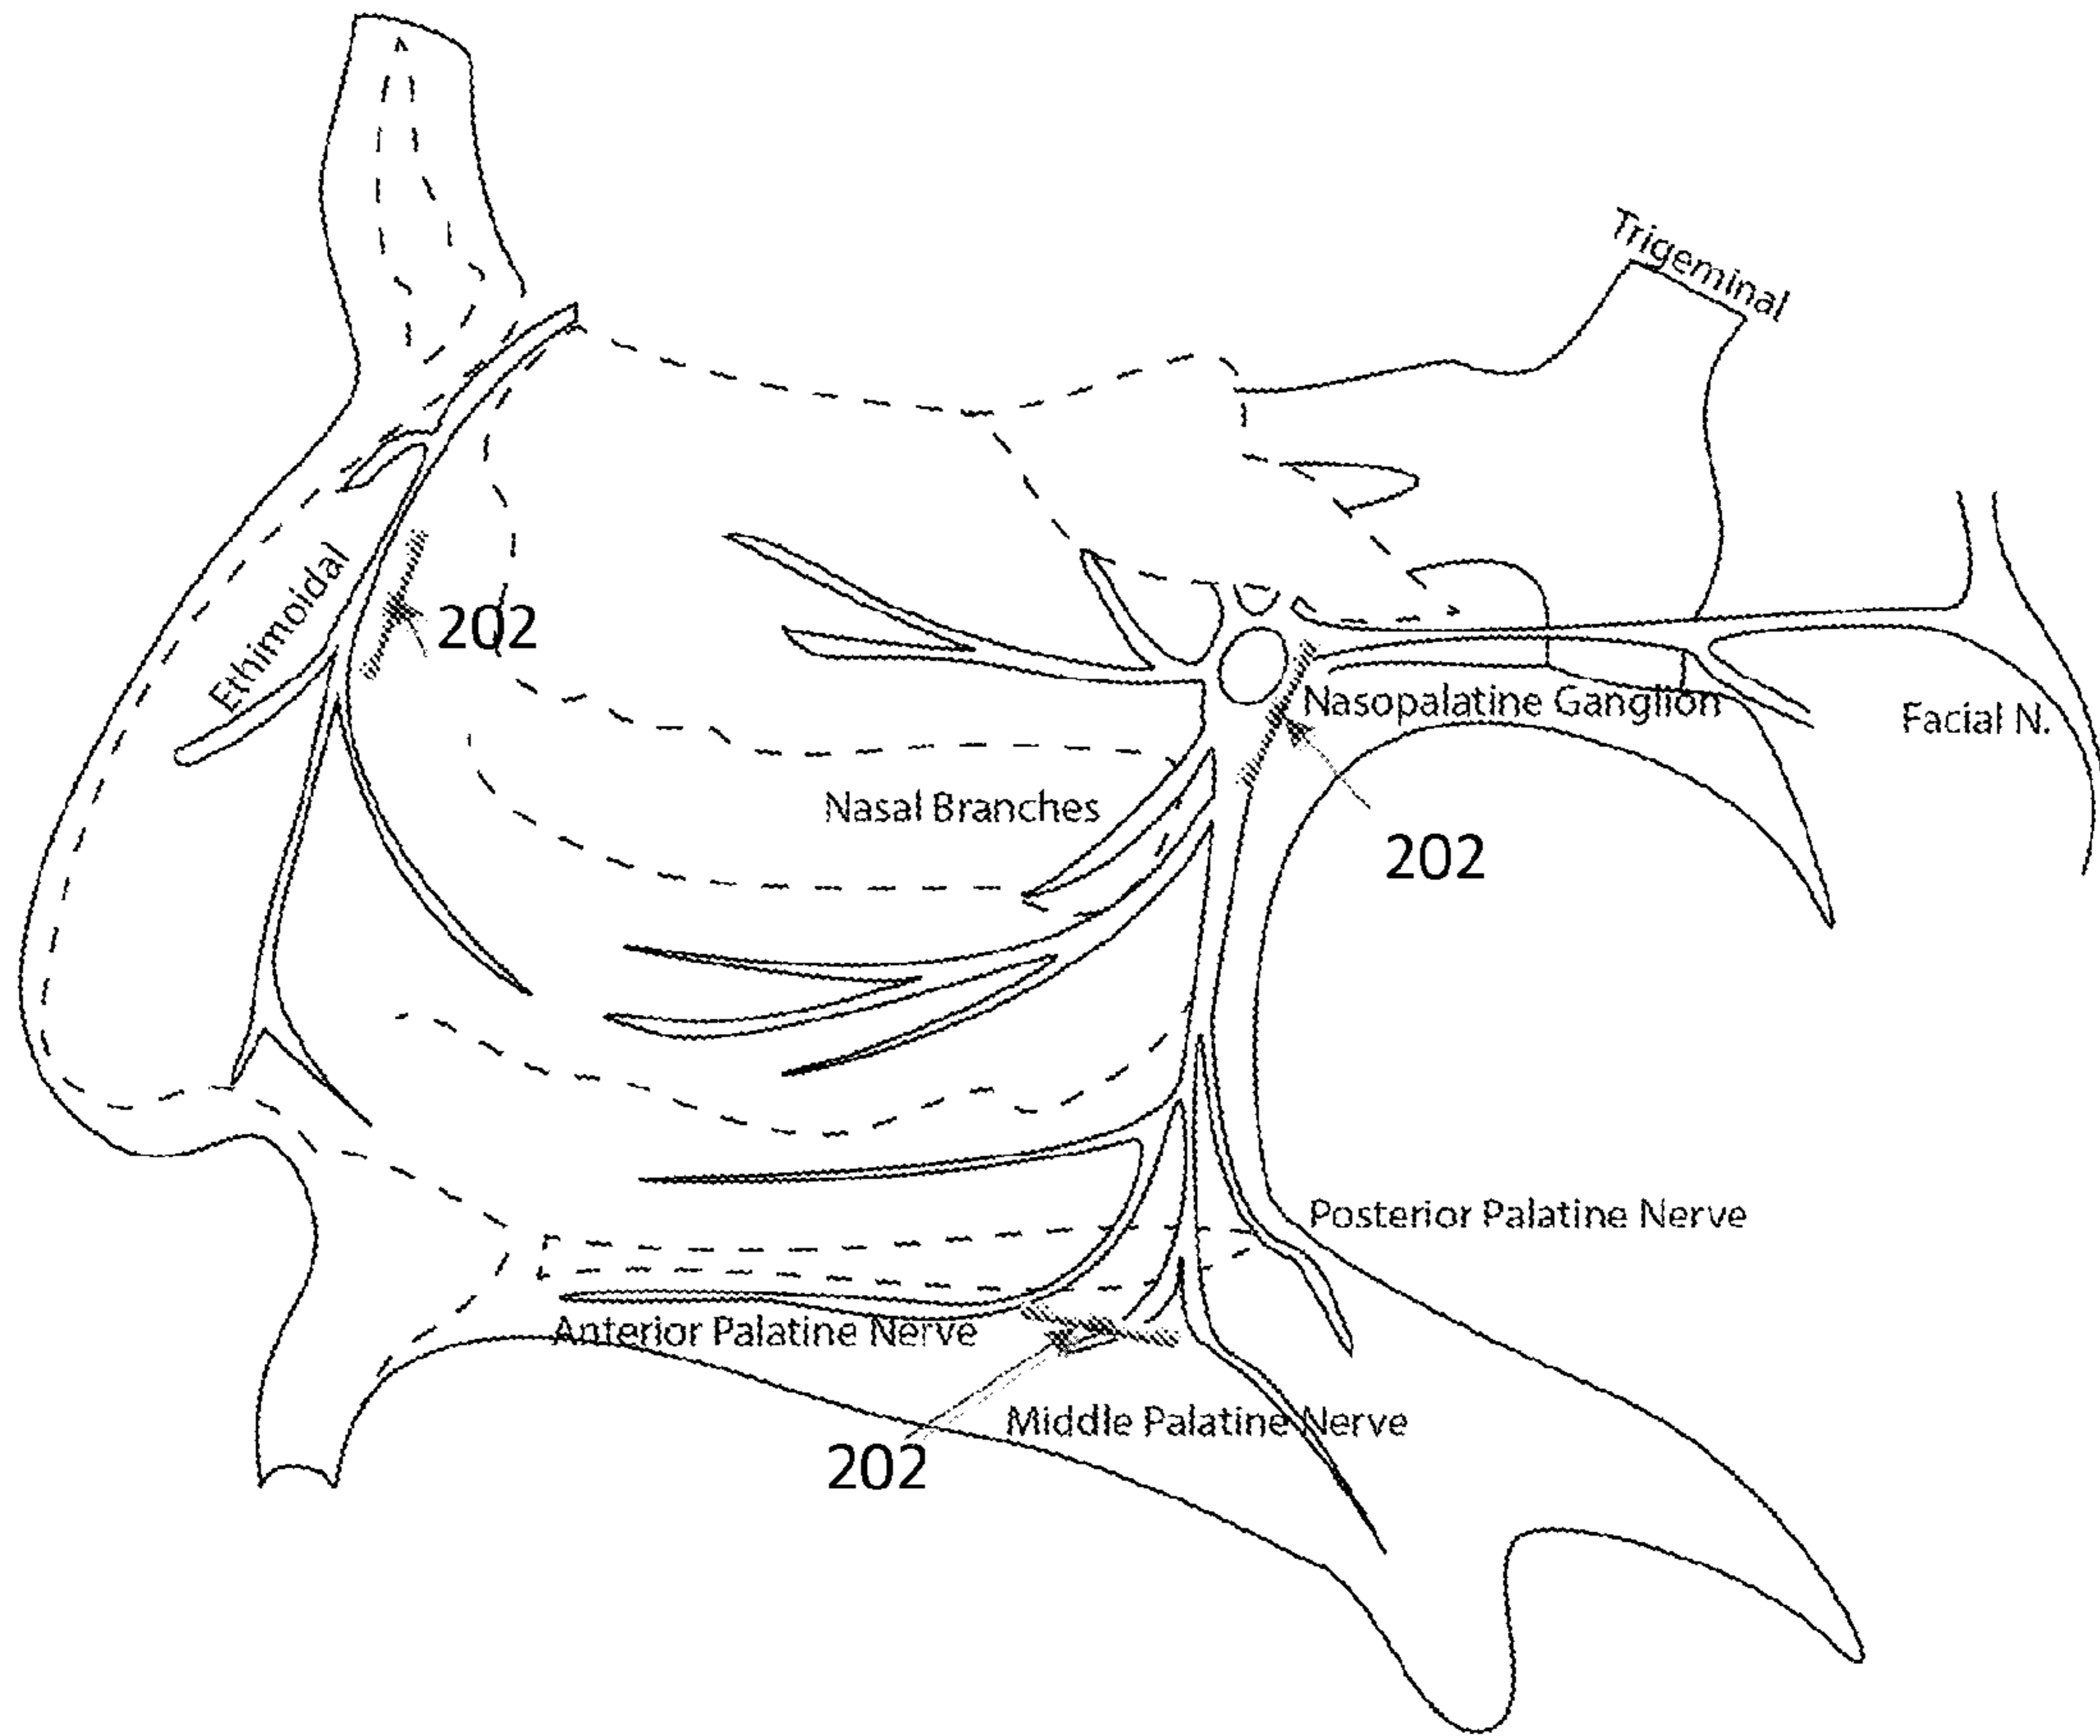 Trigeminal
Ethimoidal
202
Nasopalatine Ganglion
Facial N.
Nasal Branches
202
Posterior Palatine Nerve
Anterior Palatine Nerve
Middle Palatine Nerve
202